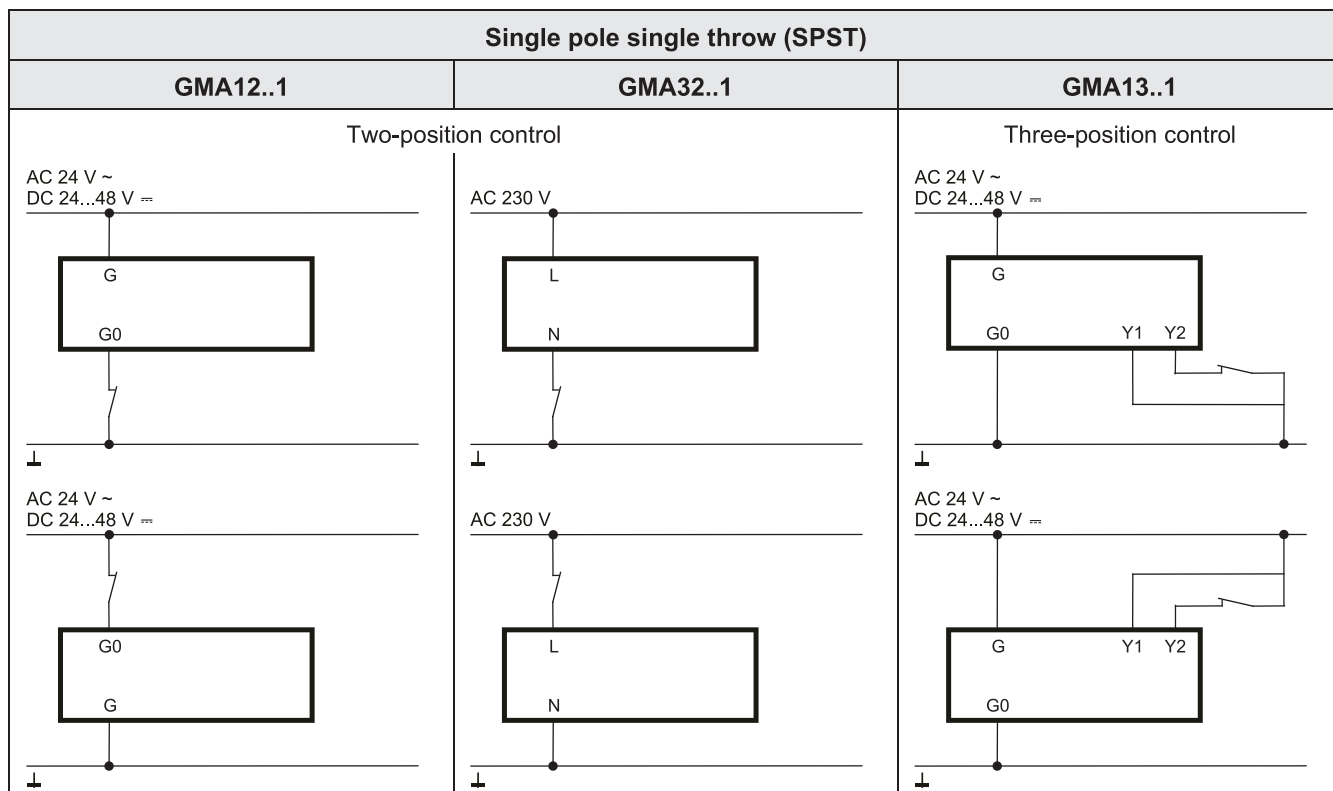 Single pole single throw (SPST)
GMA12..1
GMA32..1
GMA13..1
Two-position control
Three-position control
AC 24 V ~
DC 24...48 V ⎓
G
G0
AC 230 V
L
N
AC 24 V ~
DC 24...48 V ⎓
G
G0
Y1
Y2
AC 24 V ~
DC 24...48 V ⎓
G0
G
AC 230 V
L
N
AC 24 V ~
DC 24...48 V ⎓
G
Y1
Y2
G0